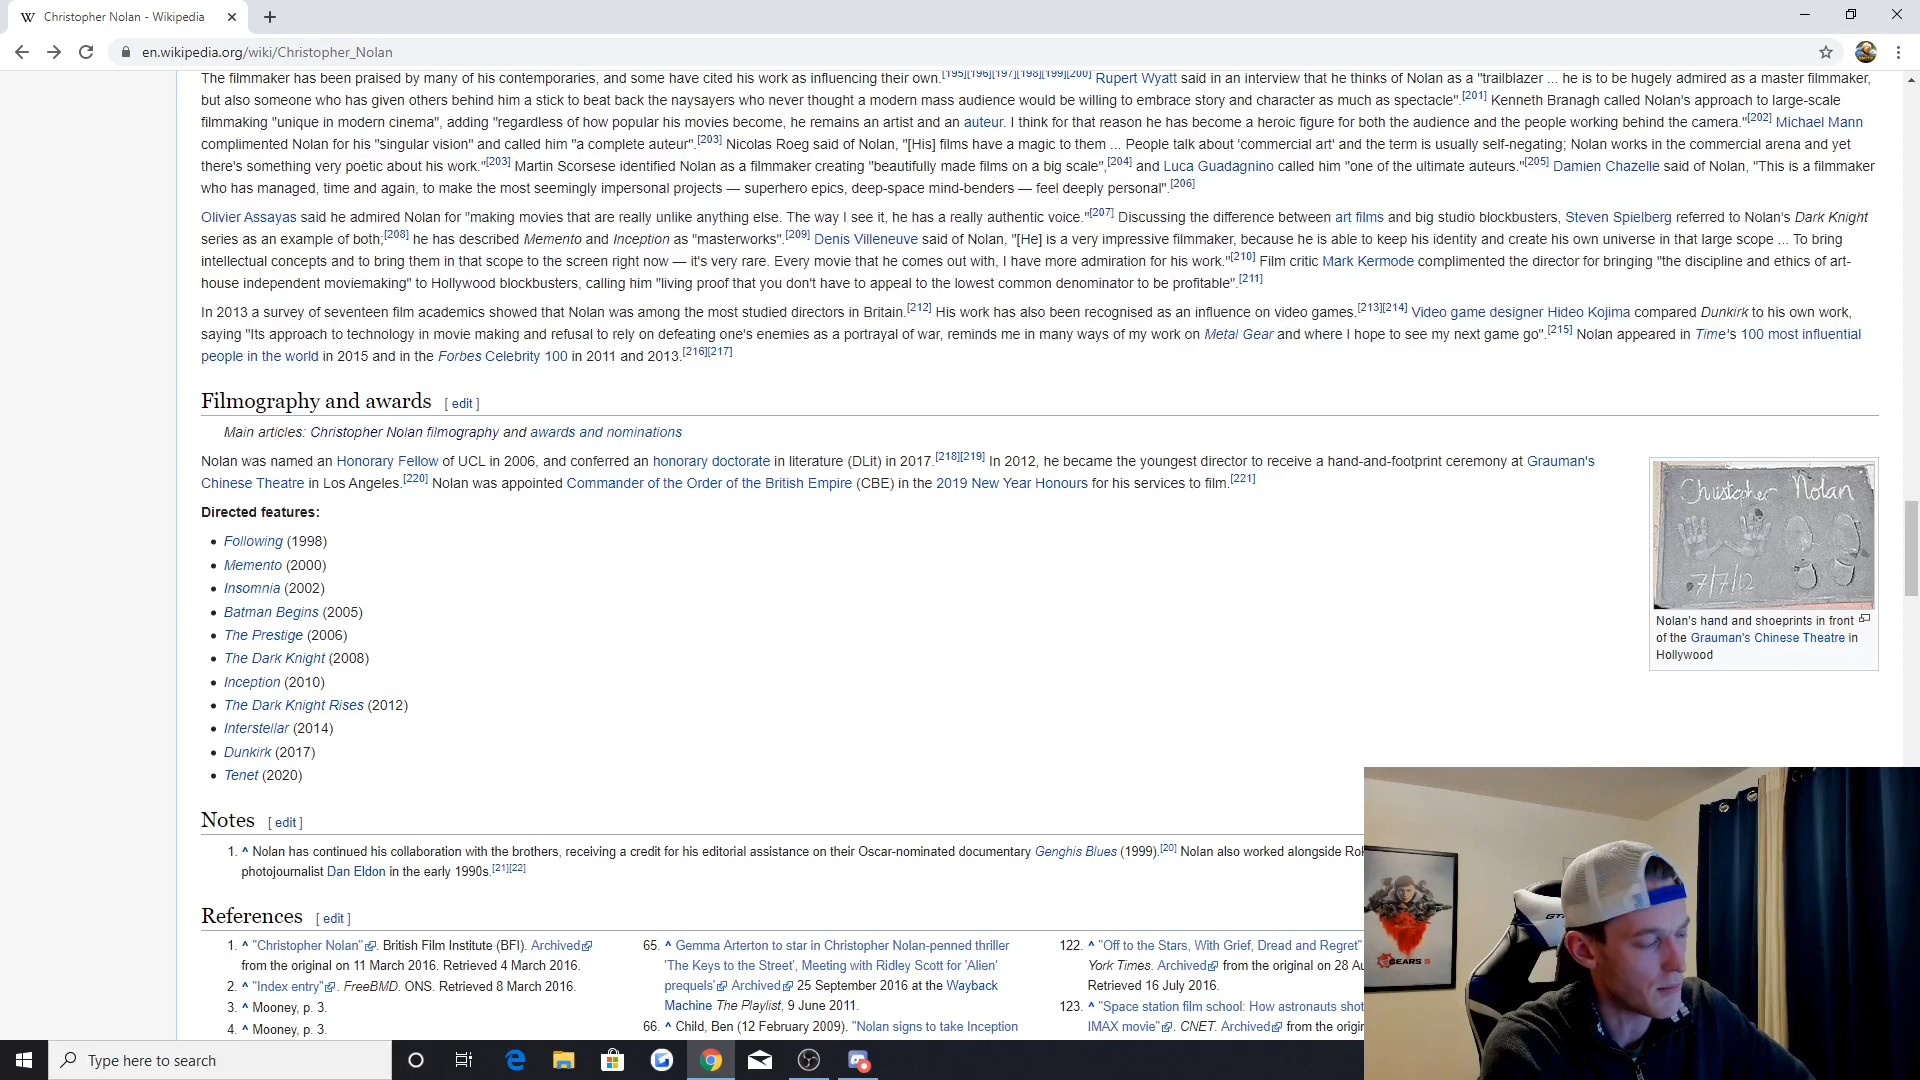 Christopher Nolan - Wikipedia
en.wikipedia.org/wiki/Christopher_Nolan
The filmmaker has been praised by many of his contemporaries, and some have cited his work as influencing their own.[195][196][197][198][199][200] Rupert Wyatt said in an interview that he thinks of Nolan as a "trailblazer ... he is to be hugely admired as a master filmmaker,
but also someone who has given others behind him a stick to beat back the naysayers who never thought a modern mass audience would be willing to embrace story and character as much as spectacle".[201] Kenneth Branagh called Nolan's approach to large-scale
filmmaking "unique in modern cinema", adding "regardless of how popular his movies become, he remains an artist and an auteur. I think for that reason he has become a heroic figure for both the audience and the people working behind the camera."[202] Michael Mann
complimented Nolan for his "singular vision" and called him "a complete auteur".[203] Nicolas Roeg said of Nolan, "[His] films have a magic to them ... People talk about 'commercial art' and the term is usually self-negating; Nolan works in the commercial arena and yet
there's something very poetic about his work."[203] Martin Scorsese identified Nolan as a filmmaker creating "beautifully made films on a big scale",[204] and Luca Guadagnino called him "one of the ultimate auteurs."[205] Damien Chazelle said of Nolan, "This is a filmmaker
who has managed, time and again, to make the most seemingly impersonal projects — superhero epics, deep-space mind-benders — feel deeply personal".[206]
Olivier Assayas said he admired Nolan for "making movies that are really unlike anything else. The way I see it, he has a really authentic voice."[207] Discussing the difference between art films and big studio blockbusters, Steven Spielberg referred to Nolan's Dark Knight
series as an example of both;[208] he has described Memento and Inception as "masterworks".[209] Denis Villeneuve said of Nolan, "[He] is a very impressive filmmaker, because he is able to keep his identity and create his own universe in that large scope ... To bring
intellectual concepts and to bring them in that scope to the screen right now — it's very rare. Every movie that he comes out with, I have more admiration for his work."[210] Film critic Mark Kermode complimented the director for bringing "the discipline and ethics of art-
house independent moviemaking" to Hollywood blockbusters, calling him "living proof that you don't have to appeal to the lowest common denominator to be profitable".[211]
In 2013 a survey of seventeen film academics showed that Nolan was among the most studied directors in Britain.[212] His work has also been recognised as an influence on video games.[213][214] Video game designer Hideo Kojima compared Dunkirk to his own work,
saying "Its approach to technology in movie making and refusal to rely on defeating one's enemies as a portrayal of war, reminds me in many ways of my work on Metal Gear and where I hope to see my next game go".[215] Nolan appeared in Time's 100 most influential
people in the world in 2015 and in the Forbes Celebrity 100 in 2011 and 2013.[216][217]
Filmography and awards [ edit ]
Main articles: Christopher Nolan filmography and awards and nominations
Nolan was named an Honorary Fellow of UCL in 2006, and conferred an honorary doctorate in literature (DLit) in 2017.[218][219] In 2012, he became the youngest director to receive a hand-and-footprint ceremony at Grauman's
Chinese Theatre in Los Angeles.[220] Nolan was appointed Commander of the Order of the British Empire (CBE) in the 2019 New Year Honours for his services to film.[221]
Christopher Nolan
7/7/12
Nolan's hand and shoeprints in front
of the Grauman's Chinese Theatre in
Hollywood
Directed features:
• Following (1998)
• Memento (2000)
• Insomnia (2002)
• Batman Begins (2005)
• The Prestige (2006)
• The Dark Knight (2008)
• Inception (2010)
• The Dark Knight Rises (2012)
• Interstellar (2014)
• Dunkirk (2017)
• Tenet (2020)
Notes [ edit ]
1. ^ Nolan has continued his collaboration with the brothers, receiving a credit for his editorial assistance on their Oscar-nominated documentary Genghis Blues (1999).[20] Nolan also worked alongside
photojournalist Dan Eldon in the early 1990s.[21][22]
References [ edit ]
1. ^ "Christopher Nolan". British Film Institute (BFI). Archived
from the original on 11 March 2016. Retrieved 4 March 2016.
2. ^ "Index entry". FreeBMD. ONS. Retrieved 8 March 2016.
3. ^ Mooney, p. 3.
4. ^ Mooney, p. 3.
65. ^ Gemma Arterton to star in Christopher Nolan-penned thriller
'The Keys to the Street', Meeting with Ridley Scott for 'Alien'
prequels' Archived 25 September 2016 at the Wayback
Machine The Playlist, 9 June 2011.
66. ^ Child, Ben (12 February 2009). "Nolan signs to take Inception
122. ^ "Off to the Stars, With Grief, Dread and Regret"
York Times. Archived from the original on 28
Retrieved 16 July 2016.
123. ^ "Space station film school: How astronauts shot
IMAX movie". CNET. Archived from the
GEARS 5
Type here to search